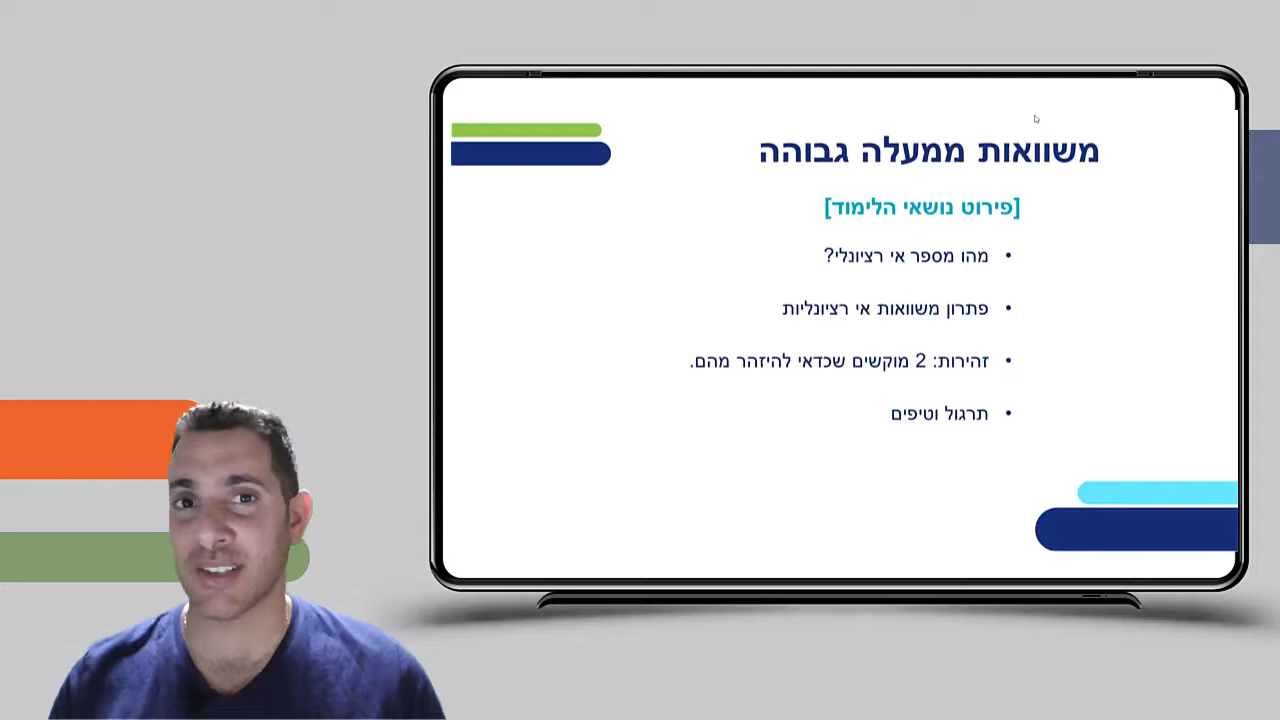 משוואות ממעלה גבוהה
[פירוט נושאי הלימוד]
• מהו מספר אי רציונלי?
• פתרון משוואות אי רציונליות
• זהירות: 2 מוקשים שכדאי להיזהר מהם.
• תרגול וטיפים